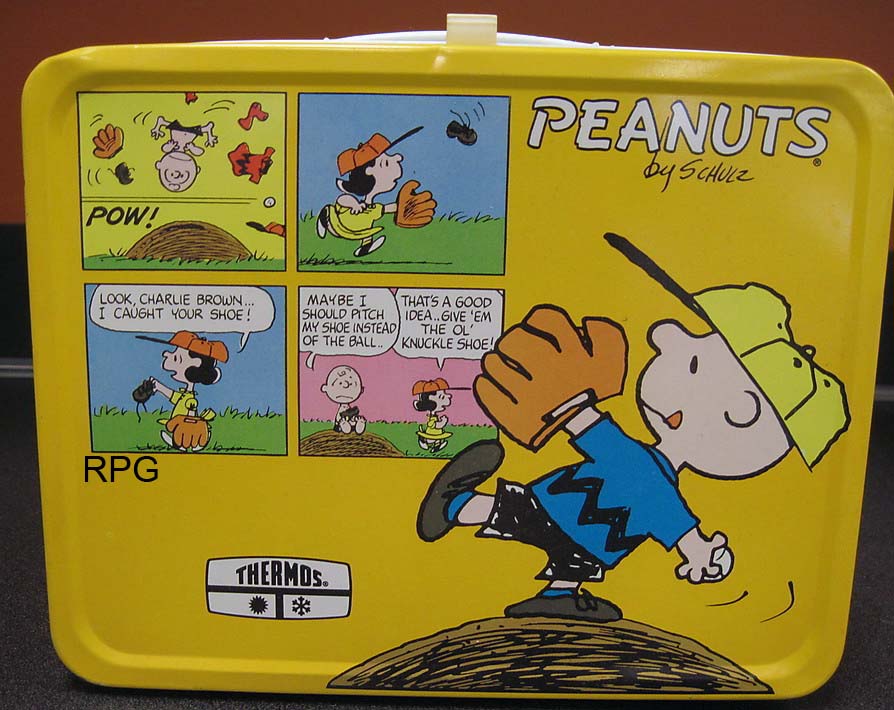 PEANUTS®
by SCHULZ
POW!
LOOK, CHARLIE BROWN...
I CAUGHT YOUR SHOE!
MAYBE I
SHOULD PITCH
MY SHOE INSTEAD
OF THE BALL..
THAT'S A GOOD
IDEA..GIVE 'EM
THE OL'
KNUCKLE SHOE!
RPG
THERMOS®